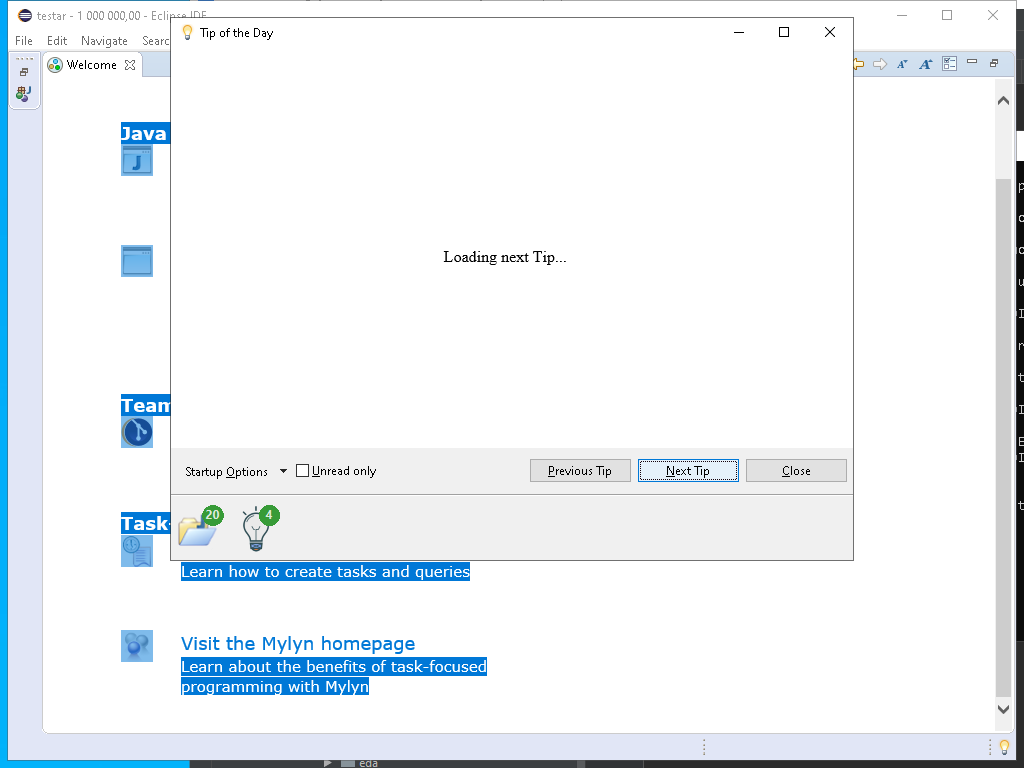 testar - 1 000 000,00 - Eclipse IDE
Tip of the Day
File Edit Navigate
Welcome
Java
Loading next Tip...
Team
Startup Options Unread only Previous Tip Next Tip Close
20 4
Task-
Learn how to create tasks and queries
Visit the Mylyn homepage
Learn about the benefits of task-focused
programming with Mylyn
eda